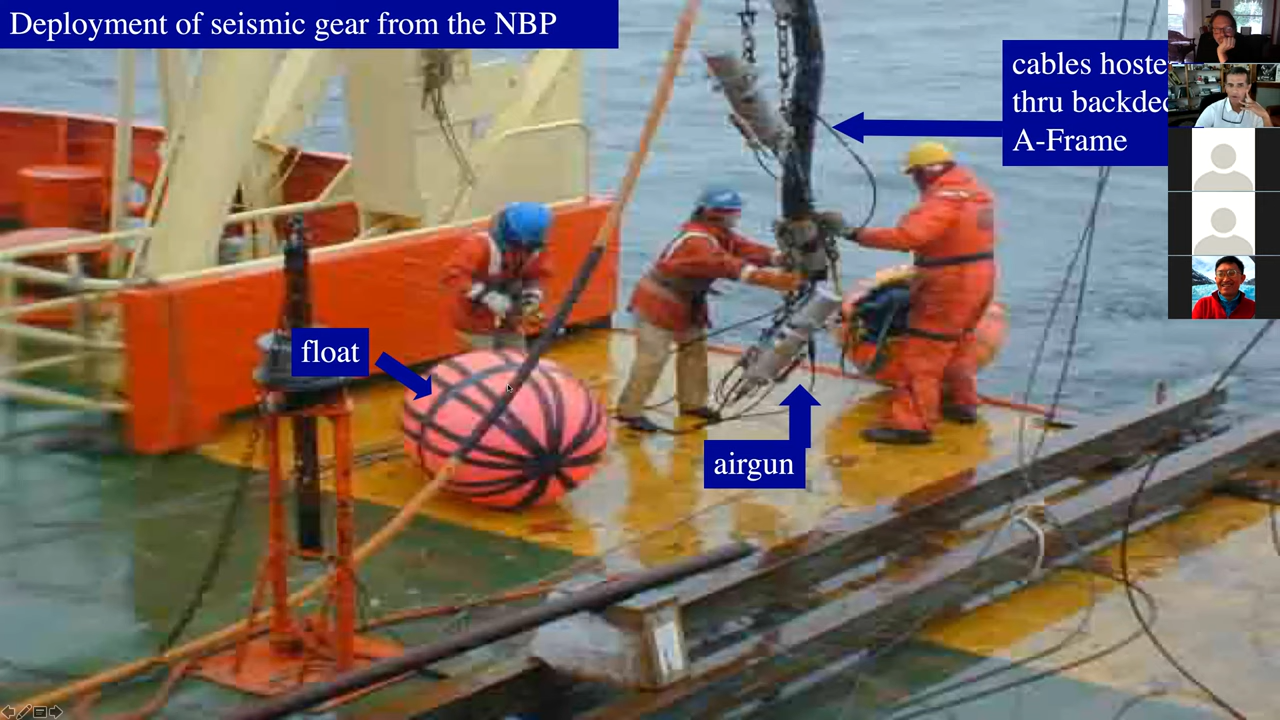 Deployment of seismic gear from the NBP
cables hoste
thru backdec
A-Frame
float
airgun